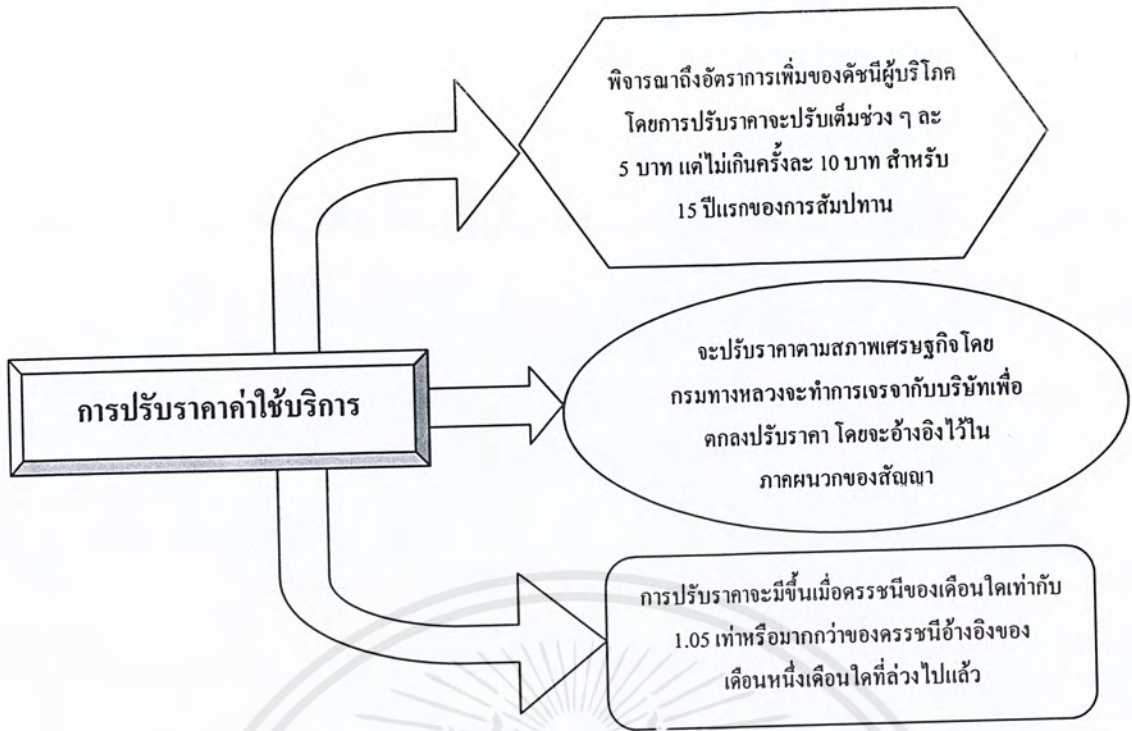 พิจารณาถึงอัตราการเพิ่มของดัชนีผู้บริโภค
โดยการปรับราคาจะปรับเต็มช่วง ๆ ละ
5 บาท แต่ไม่เกินครั้งละ 10 บาท สำหรับ
15 ปีแรกของการสัมปทาน
การปรับราคาค่าใช้บริการ
จะปรับราคาตามสภาพเศรษฐกิจโดย
กรมทางหลวงจะทำการเจรจากับบริษัทเพื่อ
ตกลงปรับราคา โดยจะอ้างอิงไว้ใน
ภาคผนวกของสัญญา
การปรับราคาจะมีขึ้นเมื่อดรรชนีของเดือนใดเท่ากับ
1.05 เท่าหรือมากกว่าของดรรชนีอ้างอิงของ
เดือนหนึ่งเดือนใดที่ล่วงไปแล้ว